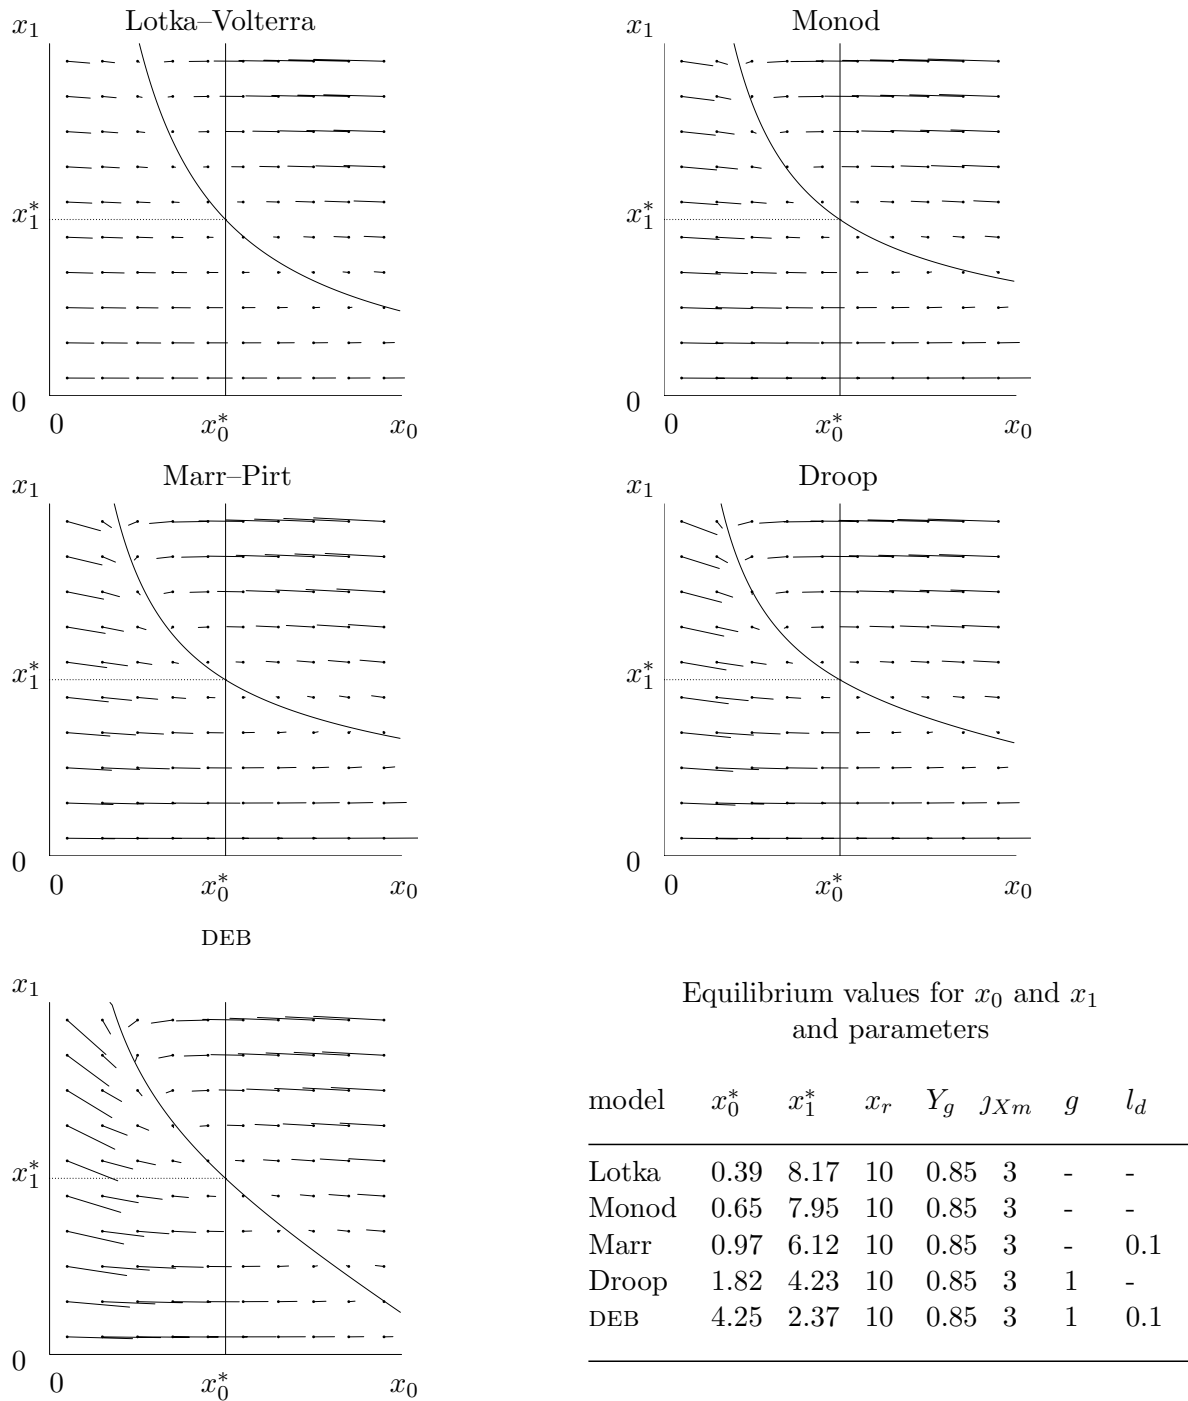 Lotka–Volterra
x₁
x₁*
0
0 x₀* x₀
Monod
x₁
x₁*
0
0 x₀* x₀
Marr–Pirt
x₁
x₁*
0
0 x₀* x₀
Droop
x₁
x₁*
0
0 x₀* x₀
DEB
x₁
x₁*
0
0 x₀* x₀
Equilibrium values for x₀ and x₁
and parameters
model x₀* x₁* xᵣ Y_g ȷ_Xm g l_d
Lotka 0.39 8.17 10 0.85 3 - -
Monod 0.65 7.95 10 0.85 3 - -
Marr 0.97 6.12 10 0.85 3 - 0.1
Droop 1.82 4.23 10 0.85 3 1 -
DEB 4.25 2.37 10 0.85 3 1 0.1